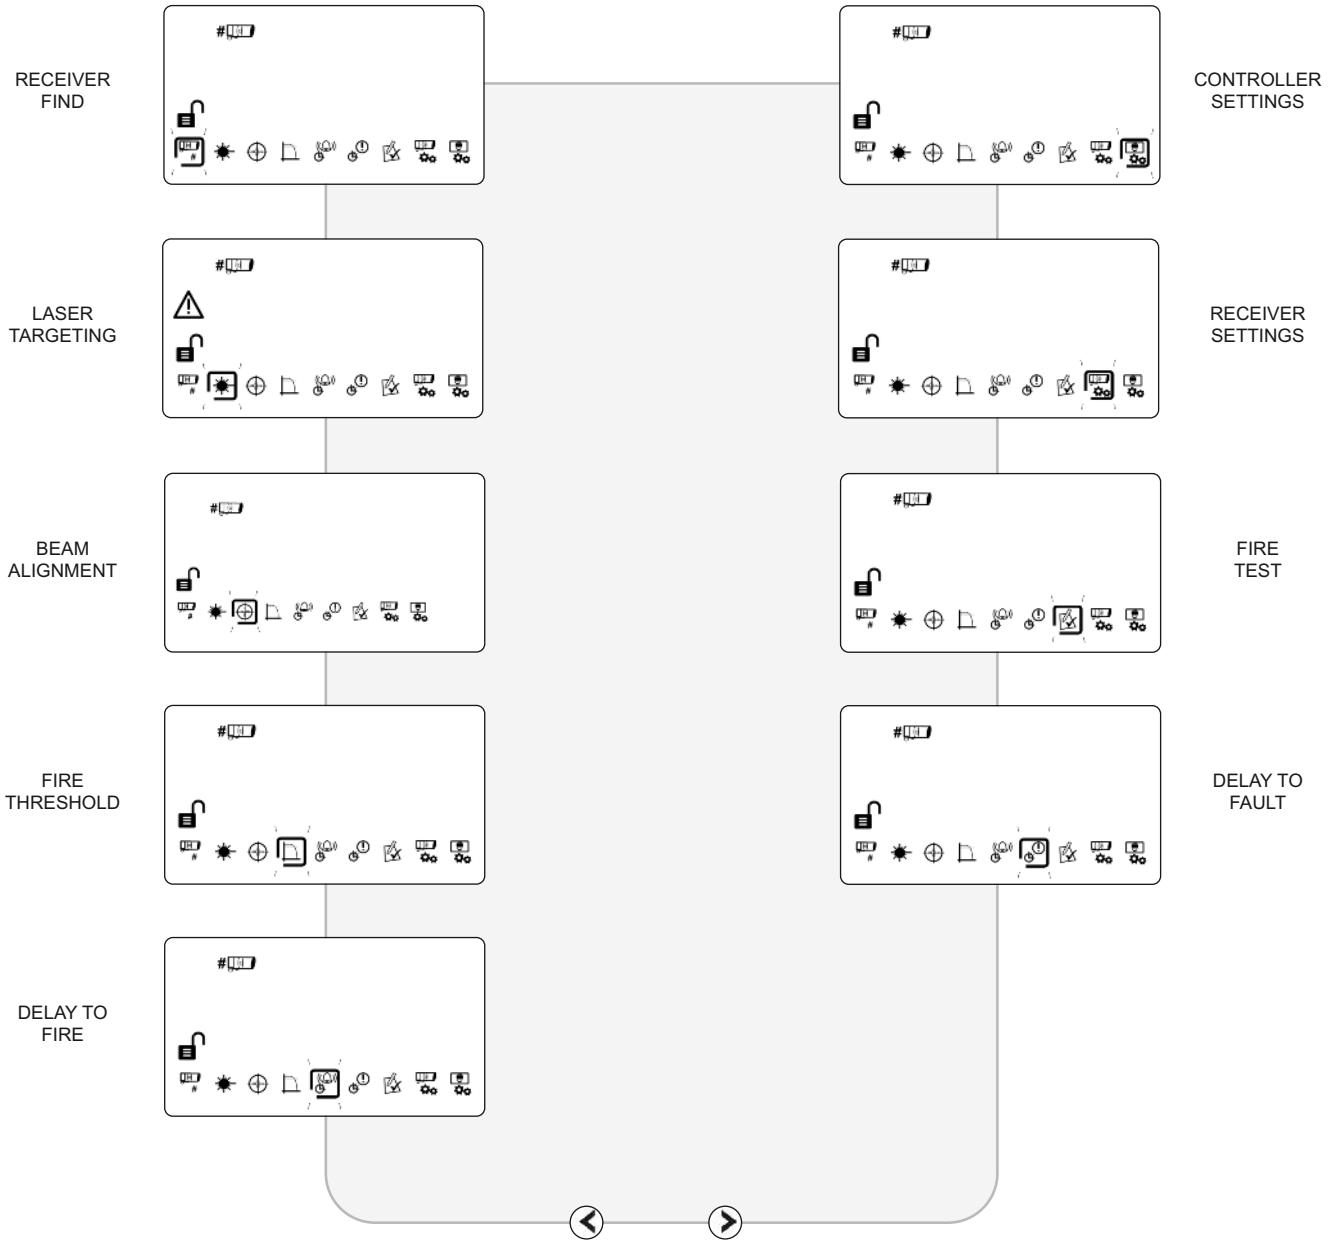 RECEIVER
FIND
#
#
CONTROLLER
SETTINGS
#
#
LASER
TARGETING
#
#
RECEIVER
SETTINGS
#
#
BEAM
ALIGNMENT
#
#
FIRE
TEST
#
#
FIRE
THRESHOLD
#
#
DELAY TO
FAULT
#
#
DELAY TO
FIRE
#
#